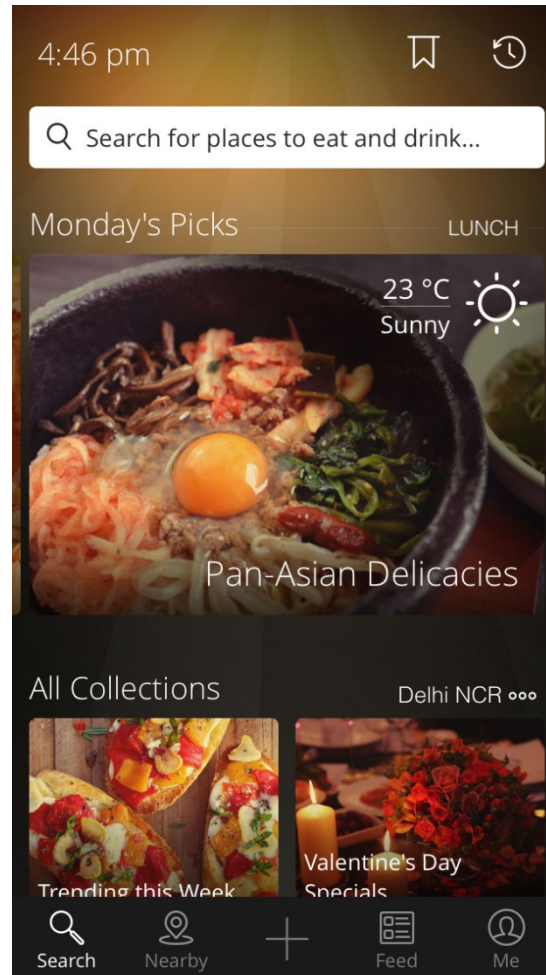 4:46 pm
Search for places to eat and drink...
Monday's Picks
LUNCH
23 °C
Sunny
Pan-Asian Delicacies
All Collections
Delhi NCR
Trending this Week
Valentine's Day
Specials
Search
Nearby
Feed
Me